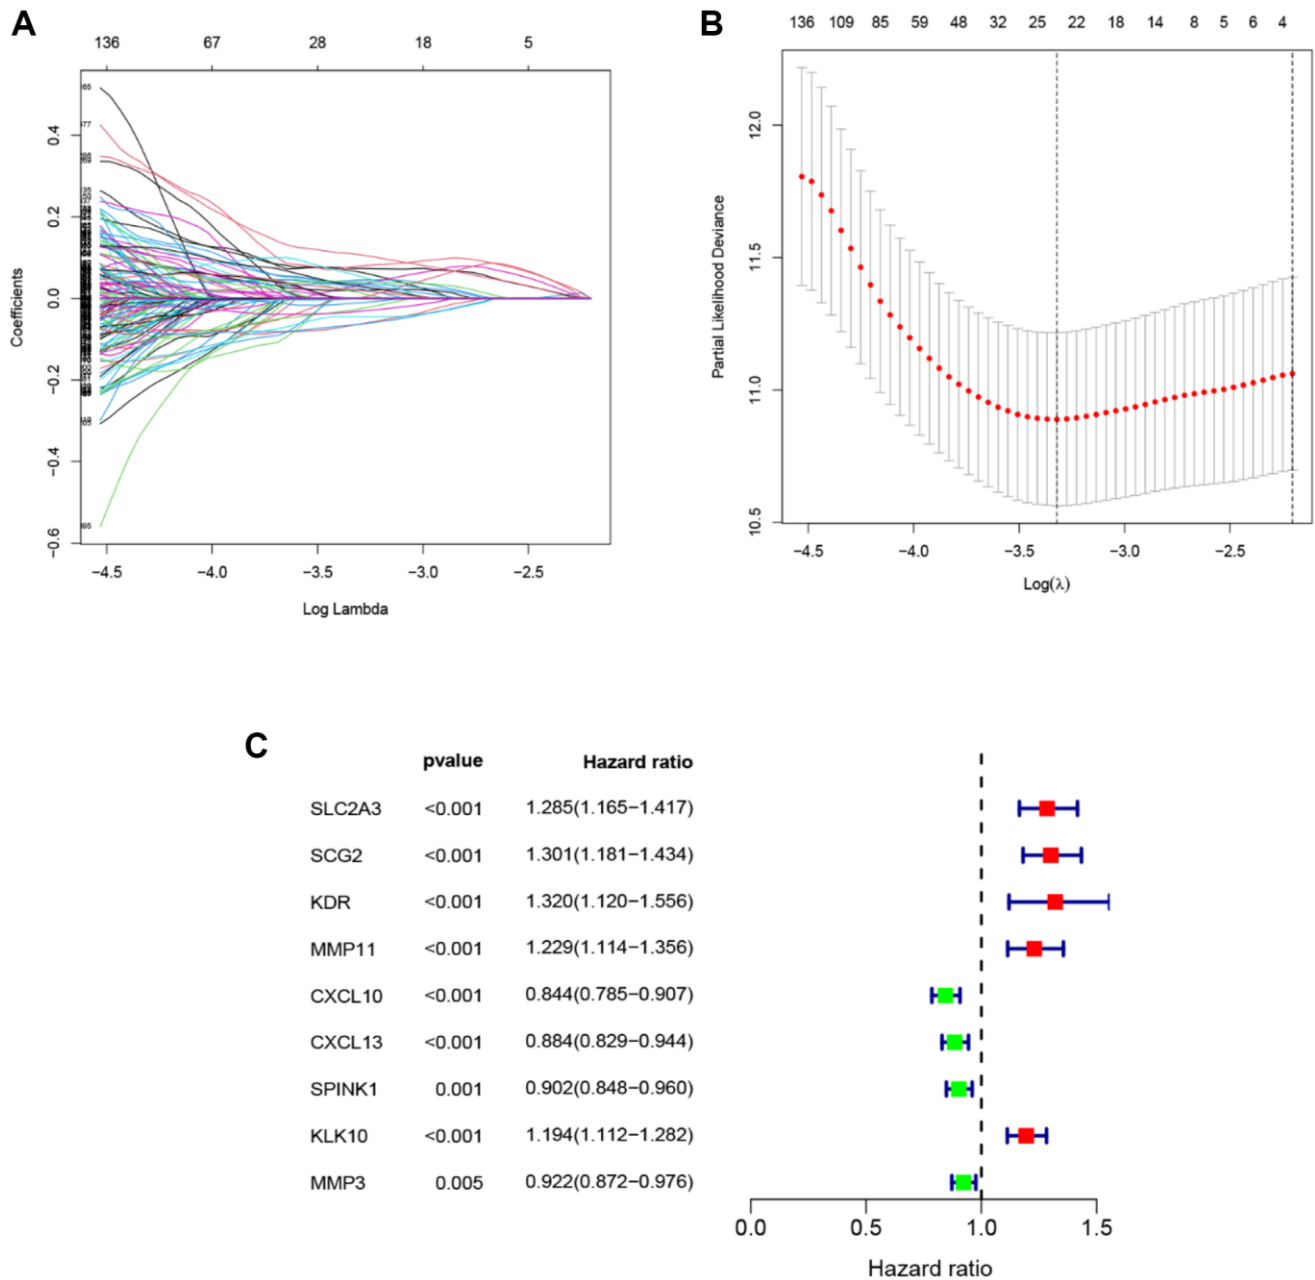 A
136 67 28 18 5
0.4
0.2
0.0
−0.2
−0.4
−0.6
Coefficients
−4.5 −4.0 −3.5 −3.0 −2.5
Log Lambda
B
136 109 85 59 48 32 25 22 18 14 8 5 6 4
12.0
11.5
11.0
10.5
Partial Likelihood Deviance
−4.5 −4.0 −3.5 −3.0 −2.5
Log(λ)
C
pvalue Hazard ratio
SLC2A3 <0.001 1.285(1.165−1.417)
SCG2 <0.001 1.301(1.181−1.434)
KDR <0.001 1.320(1.120−1.556)
MMP11 <0.001 1.229(1.114−1.356)
CXCL10 <0.001 0.844(0.785−0.907)
CXCL13 <0.001 0.884(0.829−0.944)
SPINK1 0.001 0.902(0.848−0.960)
KLK10 <0.001 1.194(1.112−1.282)
MMP3 0.005 0.922(0.872−0.976)
0.0 0.5 1.0 1.5
Hazard ratio